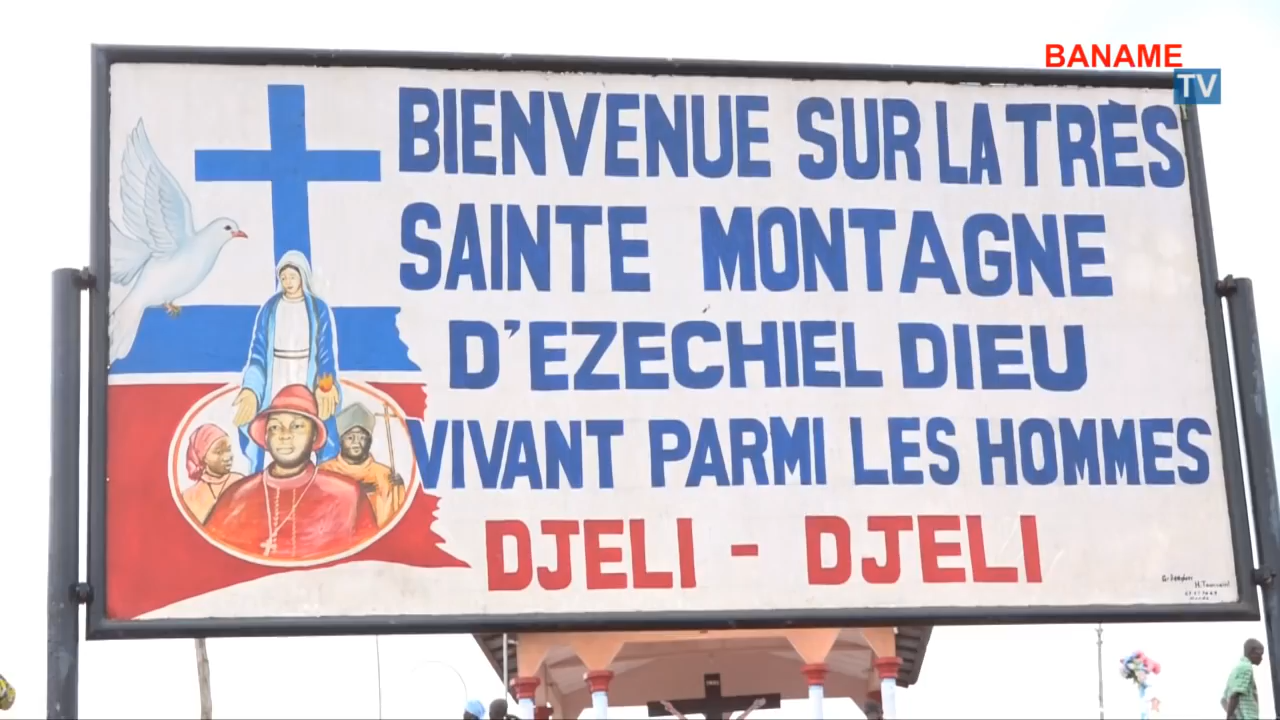 BANAME
TV
BIENVENUE SUR LA TRÈS
SAINTE MONTAGNE
D'EZECHIEL DIEU
VIVANT PARMI LES HOMMES
DJELI - DJELI